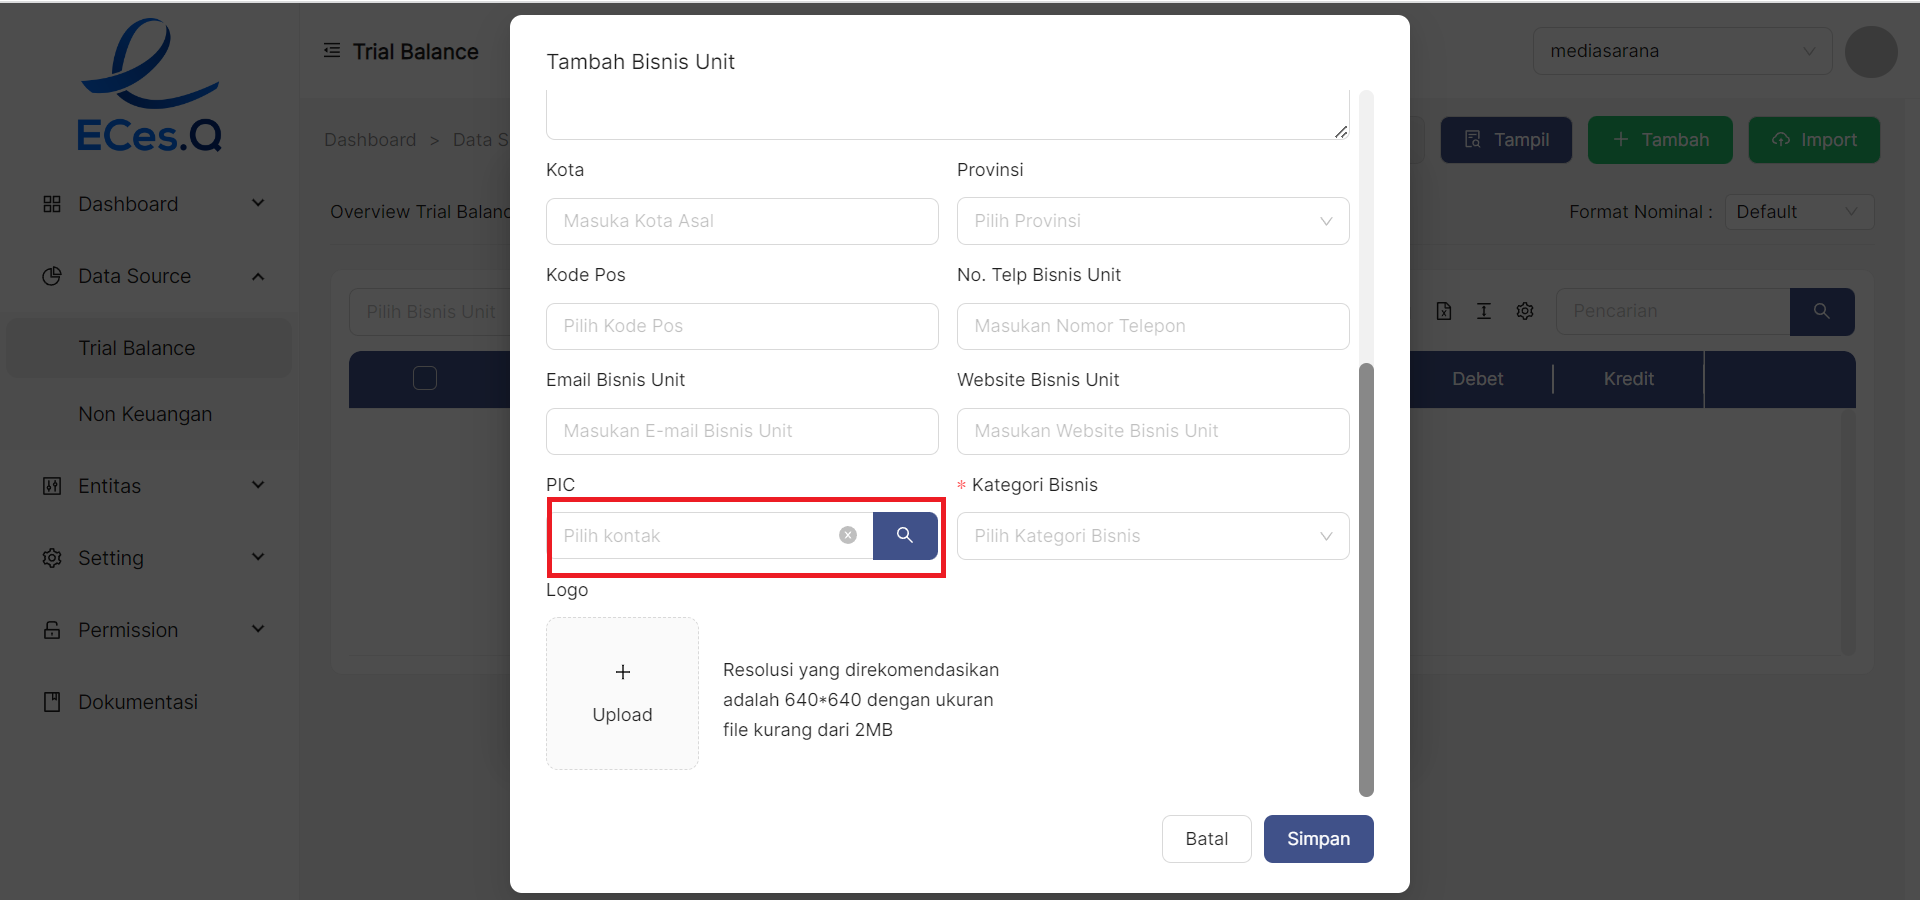 ECes.Q
Trial Balance
mediasarana
Dashboard > Data S
Tampil
Tambah
Import
Dashboard
Data Source
Trial Balance
Non Keuangan
Entitas
Setting
Permission
Dokumentasi
Overview Trial Balanc
Format Nominal :
Default
Pilih Bisnis Unit
Pencarian
Debet
Kredit
Tambah Bisnis Unit
Kota
Provinsi
Masuka Kota Asal
Pilih Provinsi
Kode Pos
No. Telp Bisnis Unit
Pilih Kode Pos
Masukan Nomor Telepon
Email Bisnis Unit
Website Bisnis Unit
Masukan E-mail Bisnis Unit
Masukan Website Bisnis Unit
PIC
* Kategori Bisnis
Pilih kontak
Pilih Kategori Bisnis
Logo
Upload
Resolusi yang direkomendasikan
adalah 640*640 dengan ukuran
file kurang dari 2MB
Batal
Simpan